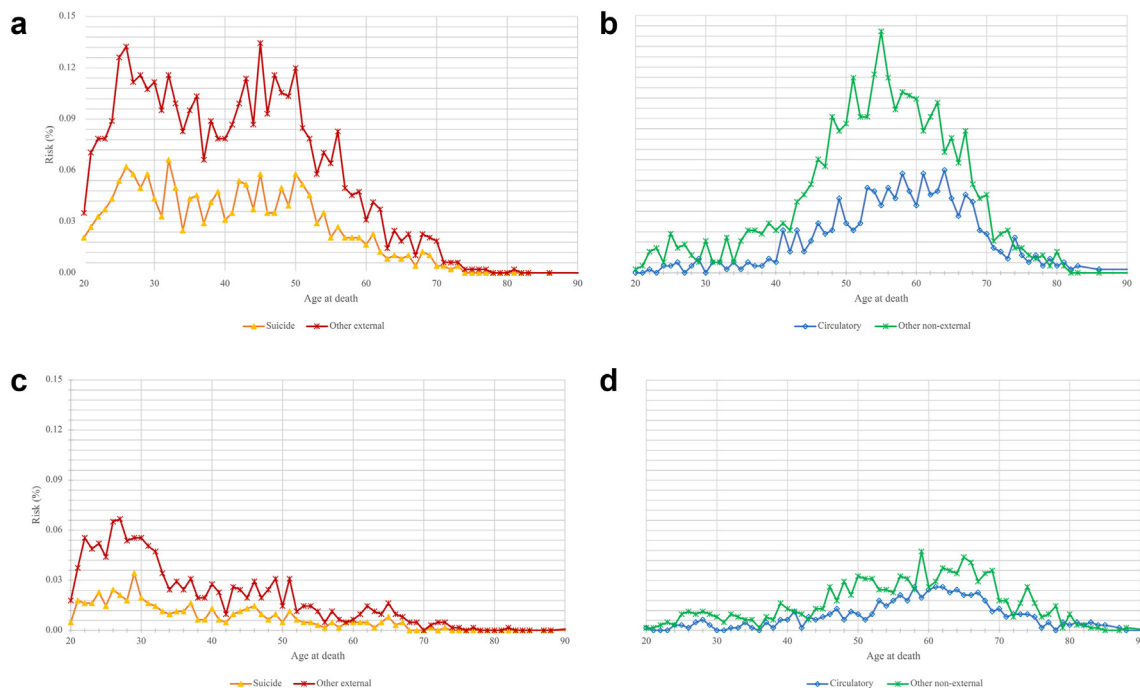 a
0.15
0.12
0.09
0.06
0.03
0.00
Risk (%)
20 30 40 50 60 70 80 90
Age at death
Suicide Other external
b
20 30 40 50 60 70 80 90
Age at death
Circulatory Other non-external
c
0.15
0.12
0.09
0.06
0.03
0.00
Risk (%)
20 30 40 50 60 70 80 90
Age at death
Suicide Other external
d
20 30 40 50 60 70 80 90
Age at death
Circulatory Other non-external